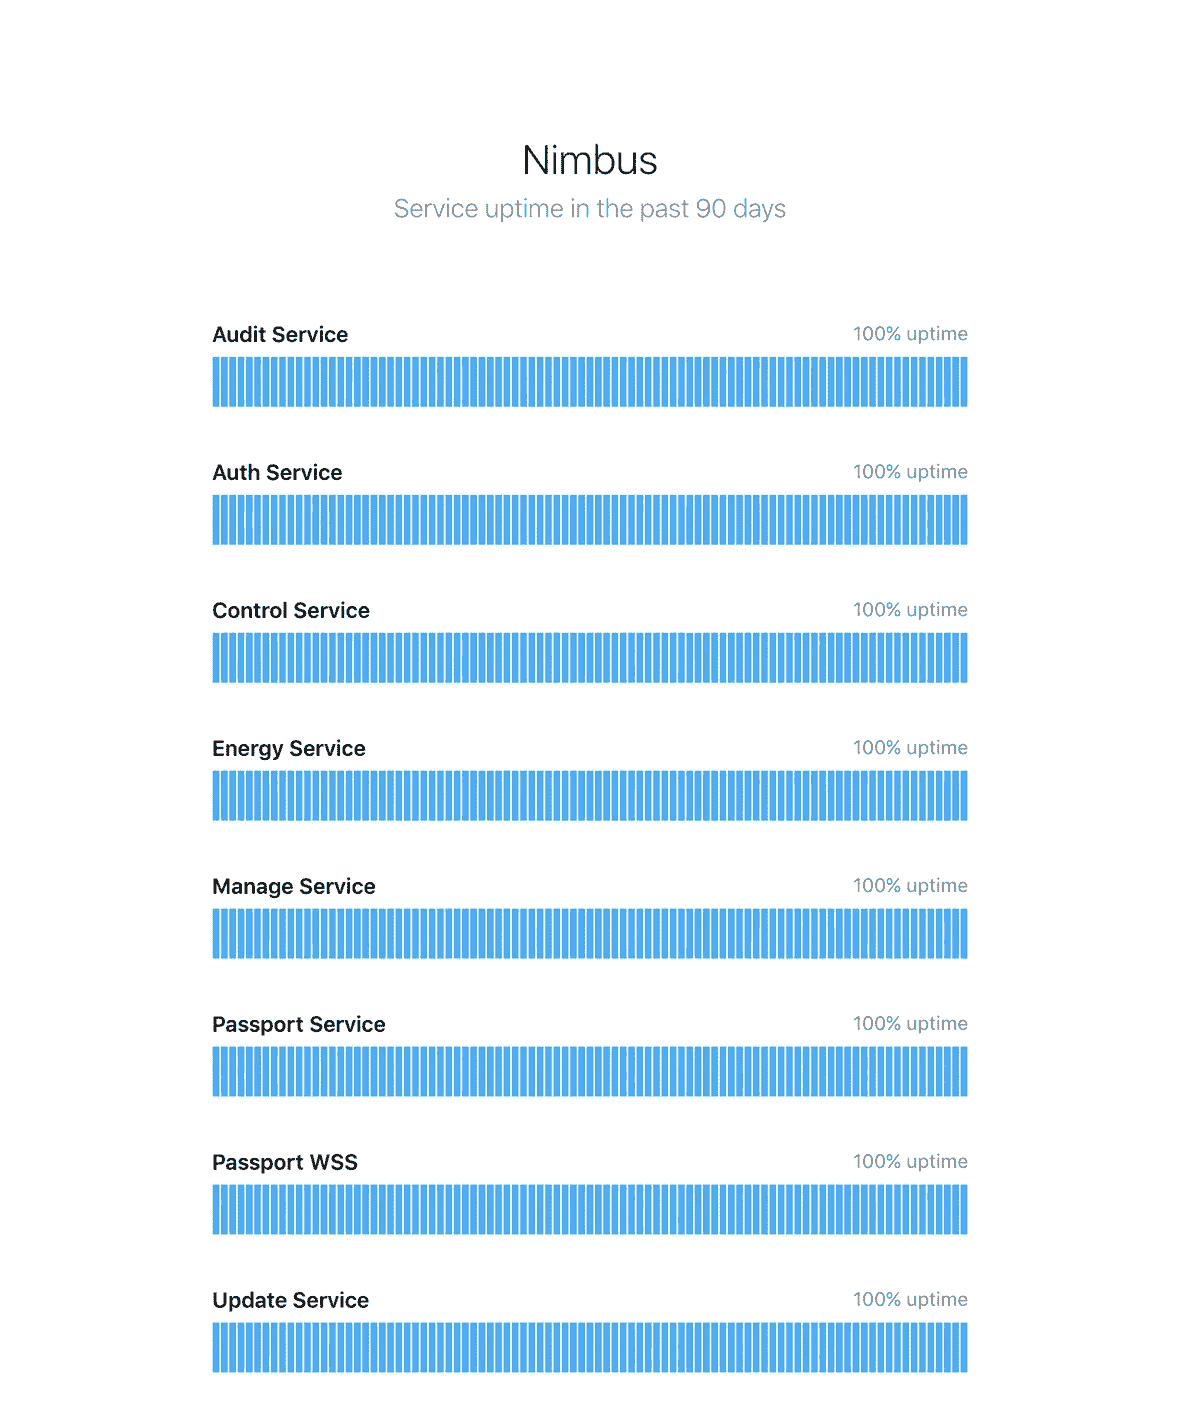 Nimbus
Service uptime in the past 90 days
Audit Service 100% uptime
Auth Service 100% uptime
Control Service 100% uptime
Energy Service 100% uptime
Manage Service 100% uptime
Passport Service 100% uptime
Passport WSS 100% uptime
Update Service 100% uptime